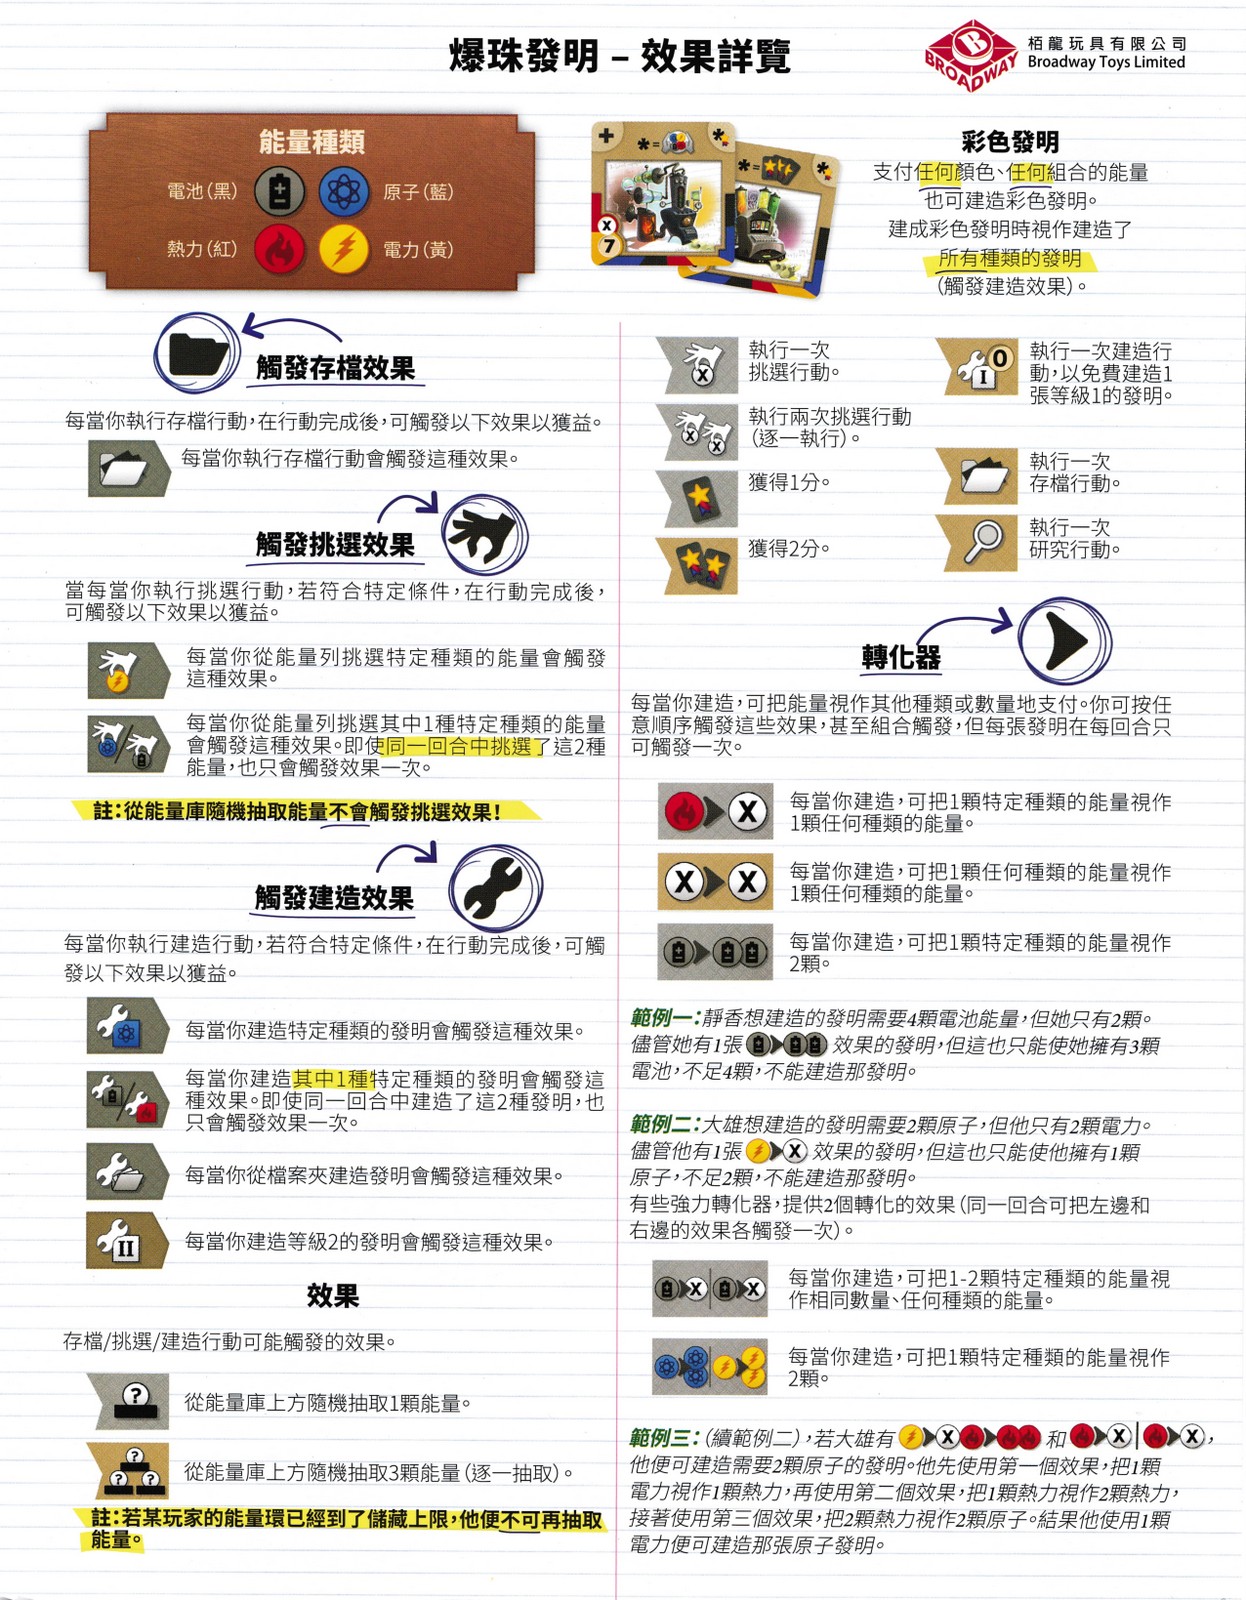 爆珠發明 – 效果詳覽
BROADWAY
栢龍玩具有限公司
Broadway Toys Limited
能量種類
電池(黑)
原子(藍)
熱力(紅)
電力(黃)
X
7
彩色發明
支付任何顏色、任何組合的能量
也可建造彩色發明。
建成彩色發明時視作建造了
所有種類的發明
(觸發建造效果)。
觸發存檔效果
每當你執行存檔行動,在行動完成後,可觸發以下效果以獲益。
每當你執行存檔行動會觸發這種效果。
觸發挑選效果
當每當你執行挑選行動,若符合特定條件,在行動完成後,
可觸發以下效果以獲益。
每當你從能量列挑選特定種類的能量會觸發
這種效果。
每當你從能量列挑選其中1種特定種類的能量
會觸發這種效果。即使同一回合中挑選了這2種
能量,也只會觸發效果一次。
註:從能量庫隨機抽取能量不會觸發挑選效果!
觸發建造效果
每當你執行建造行動,若符合特定條件,在行動完成後,可觸
發以下效果以獲益。
每當你建造特定種類的發明會觸發這種效果。
每當你建造其中1種特定種類的發明會觸發這
種效果。即使同一回合中建造了這2種發明,也
只會觸發效果一次。
每當你從檔案夾建造發明會觸發這種效果。
II
每當你建造等級2的發明會觸發這種效果。
效果
存檔/挑選/建造行動可能觸發的效果。
?
從能量庫上方隨機抽取1顆能量。
?
? ?
從能量庫上方隨機抽取3顆能量(逐一抽取)。
註:若某玩家的能量環已經到了儲藏上限,他便不可再抽取
能量。
X
執行一次
挑選行動。
X X
執行兩次挑選行動
(逐一執行)。
獲得1分。
獲得2分。
I 0
執行一次建造行
動,以免費建造1
張等級1的發明。
執行一次
存檔行動。
執行一次
研究行動。
轉化器
每當你建造,可把能量視作其他種類或數量地支付。你可按任
意順序觸發這些效果,甚至組合觸發,但每張發明在每回合只
可觸發一次。
X
每當你建造,可把1顆特定種類的能量視作
1顆任何種類的能量。
X X
每當你建造,可把1顆任何種類的能量視作
1顆任何種類的能量。
每當你建造,可把1顆特定種類的能量視作
2顆。
範例一:靜香想建造的發明需要4顆電池能量,但她只有2顆。
儘管她有1張 效果的發明,但這也只能使她擁有3顆
電池,不足4顆,不能建造那發明。
範例二:大雄想建造的發明需要2顆原子,但他只有2顆電力。
儘管他有1張 X 效果的發明,但這也只能使他擁有1顆
原子,不足2顆,不能建造那發明。
有些強力轉化器,提供2個轉化的效果(同一回合可把左邊和
右邊的效果各觸發一次)。
X X
每當你建造,可把1-2顆特定種類的能量視
作相同數量、任何種類的能量。
每當你建造,可把1顆特定種類的能量視作
2顆。
範例三:(續範例二),若大雄有 X 和 X | X ,
他便可建造需要2顆原子的發明。他先使用第一個效果,把1顆
電力視作1顆熱力,再使用第二個效果,把1顆熱力視作2顆熱力,
接著使用第三個效果,把2顆熱力視作2顆原子。結果他使用1顆
電力便可建造那張原子發明。